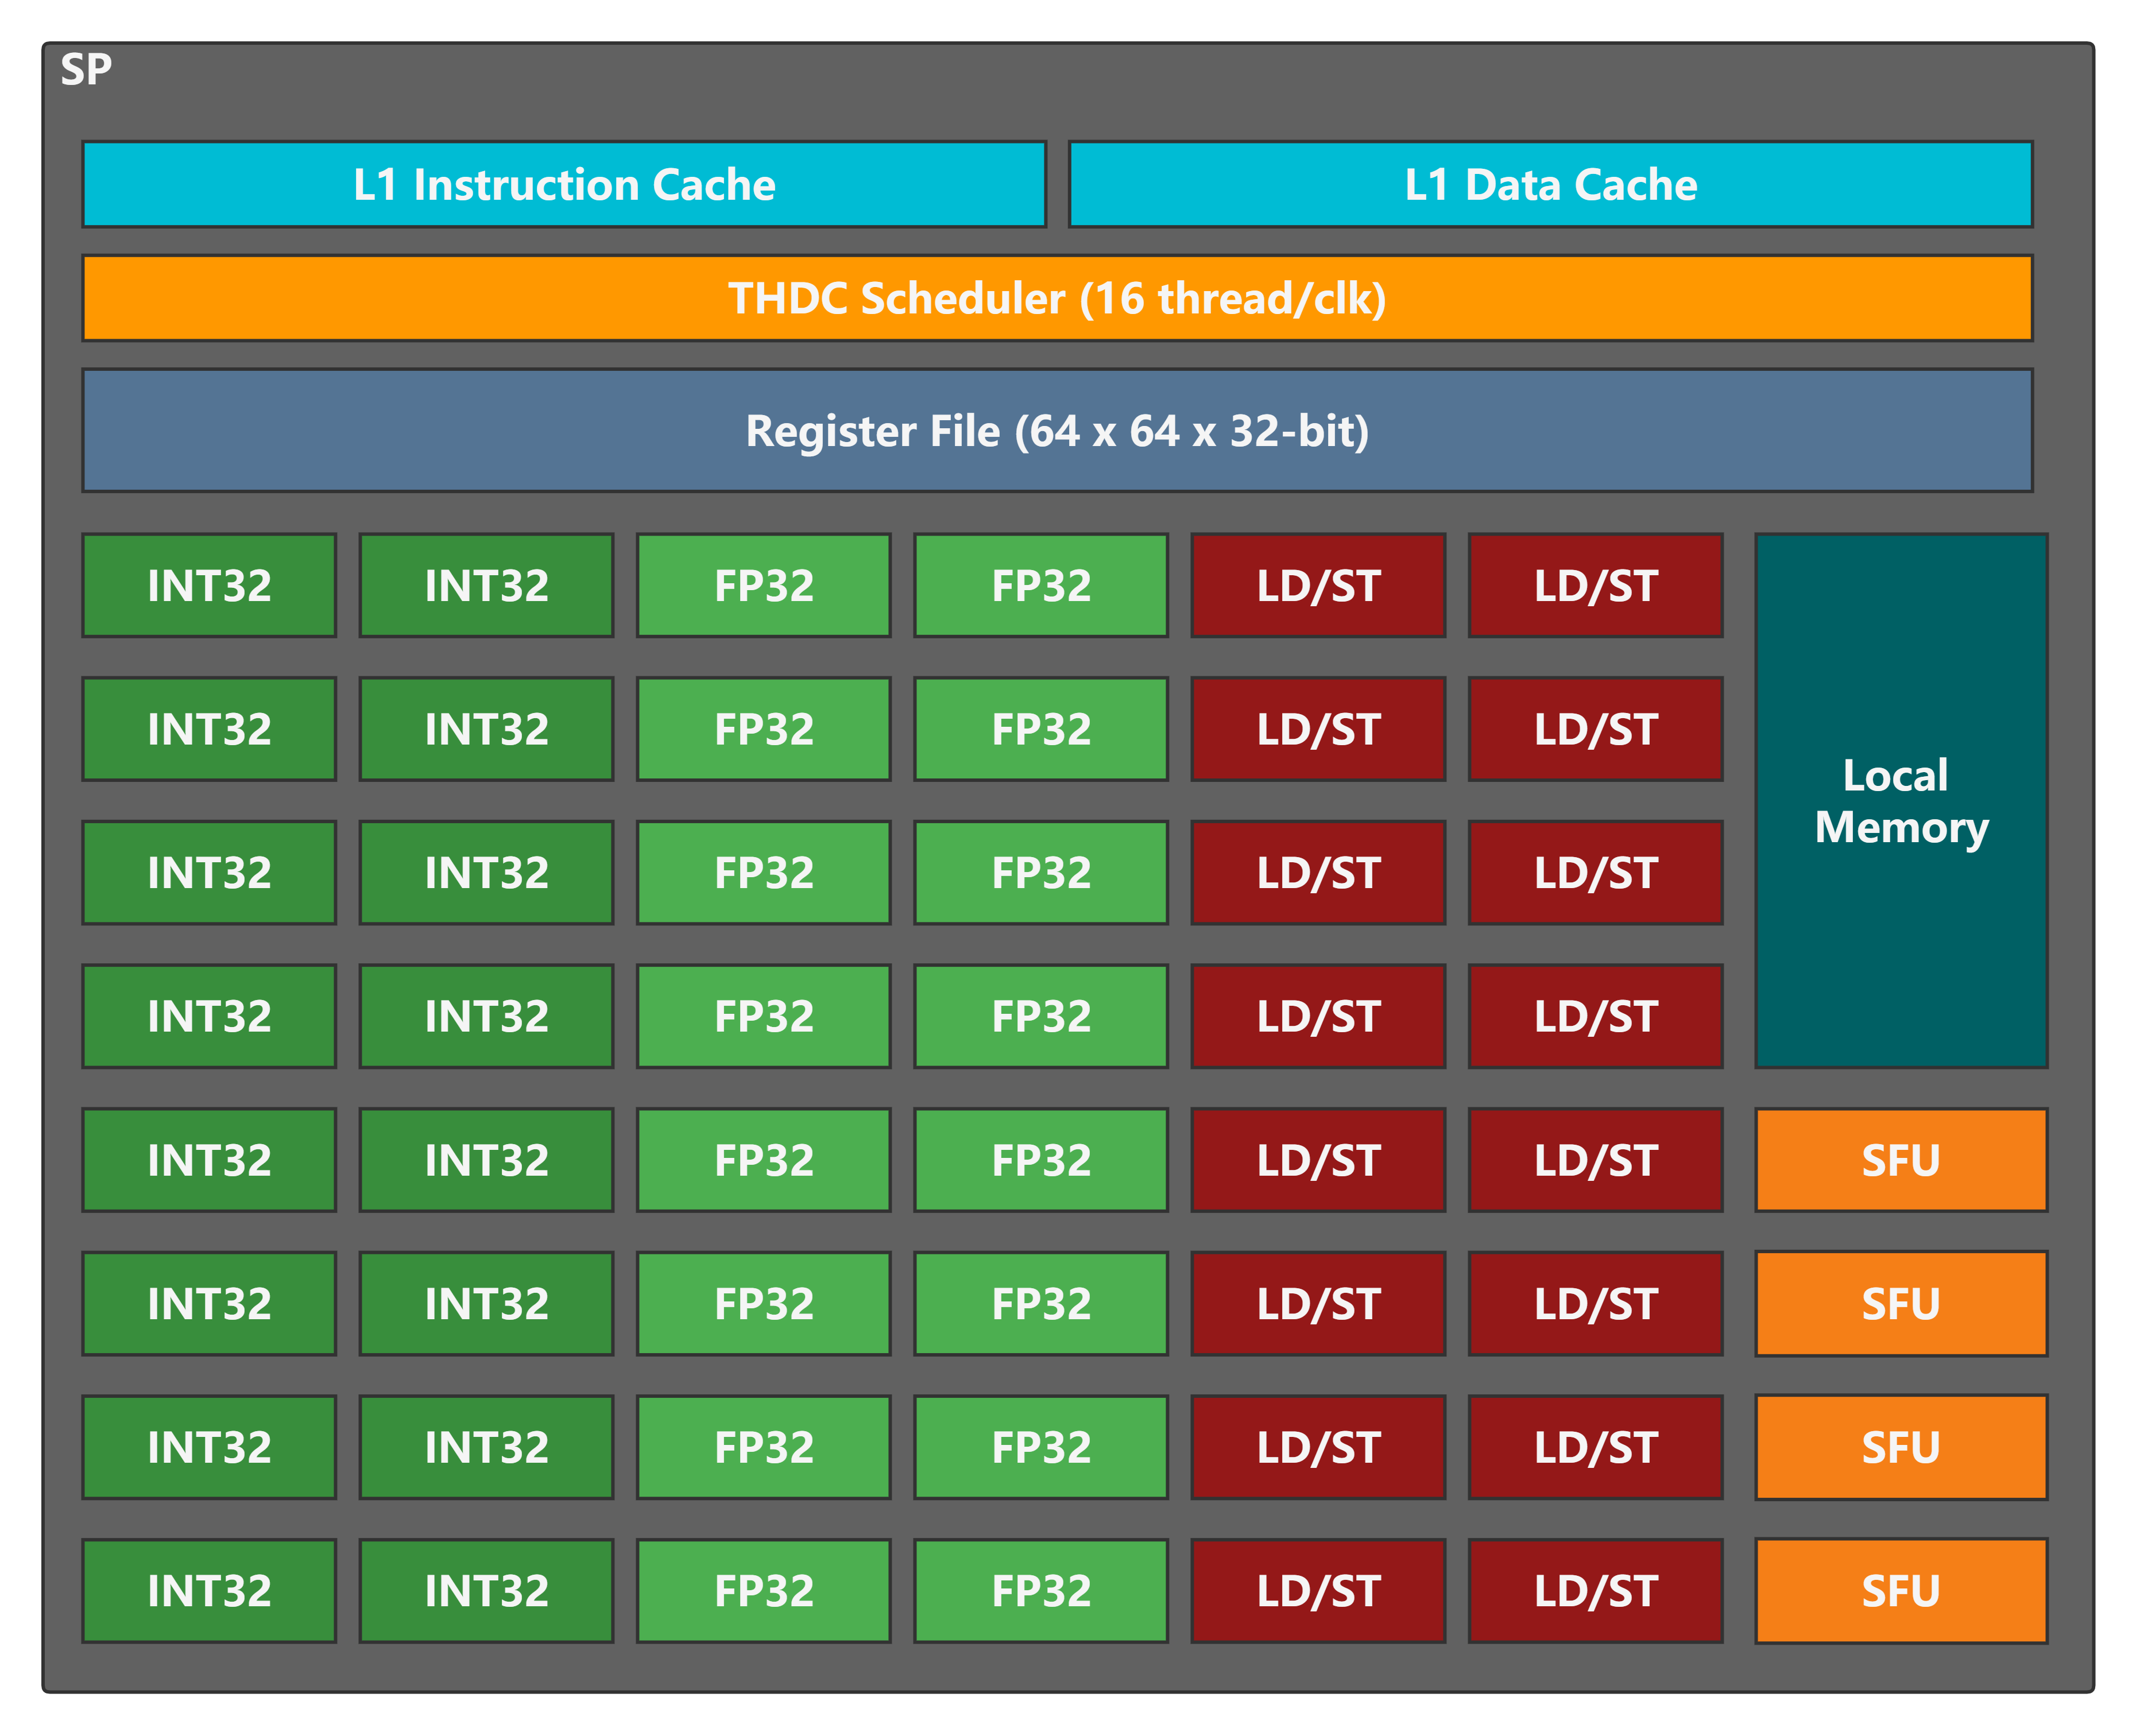 SP
L1 Instruction Cache
L1 Data Cache
THDC Scheduler (16 thread/clk)
Register File (64 x 64 x 32-bit)
INT32 INT32 FP32 FP32 LD/ST LD/ST
INT32 INT32 FP32 FP32 LD/ST LD/ST
Local
Memory
INT32 INT32 FP32 FP32 LD/ST LD/ST
INT32 INT32 FP32 FP32 LD/ST LD/ST
INT32 INT32 FP32 FP32 LD/ST LD/ST SFU
INT32 INT32 FP32 FP32 LD/ST LD/ST SFU
INT32 INT32 FP32 FP32 LD/ST LD/ST SFU
INT32 INT32 FP32 FP32 LD/ST LD/ST SFU